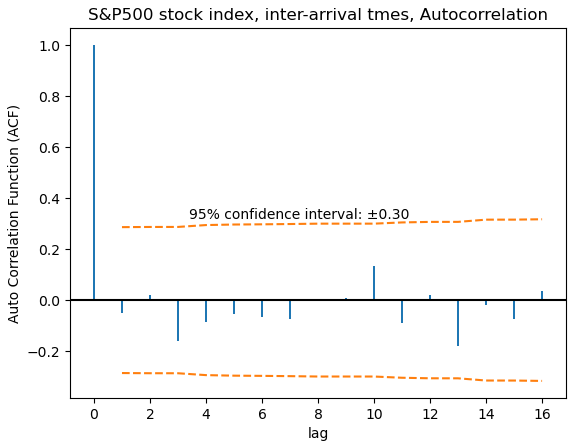 S&P500 stock index, inter-arrival tmes, Autocorrelation
Auto Correlation Function (ACF)
1.0
0.8
0.6
0.4
0.2
0.0
−0.2
95% confidence interval: ±0.30
0 2 4 6 8 10 12 14 16
lag